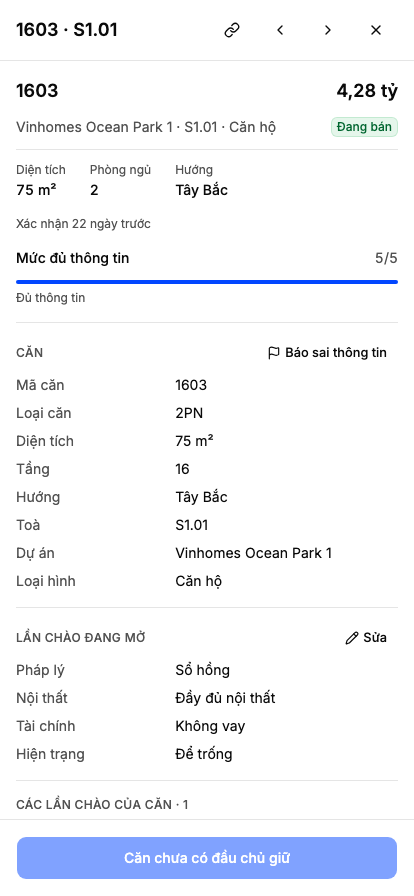 1603 · S1.01
1603 4,28 tỷ
Vinhomes Ocean Park 1 · S1.01 · Căn hộ Đang bán
Diện tích Phòng ngủ Hướng
75 m² 2 Tây Bắc
Xác nhận 22 ngày trước
Mức đủ thông tin 5/5
Đủ thông tin
CĂN Báo sai thông tin
Mã căn 1603
Loại căn 2PN
Diện tích 75 m²
Tầng 16
Hướng Tây Bắc
Toà S1.01
Dự án Vinhomes Ocean Park 1
Loại hình Căn hộ
LẦN CHÀO ĐANG MỞ Sửa
Pháp lý Sổ hồng
Nội thất Đầy đủ nội thất
Tài chính Không vay
Hiện trạng Để trống
CÁC LẦN CHÀO CỦA CĂN · 1
Căn chưa có đầu chủ giữ